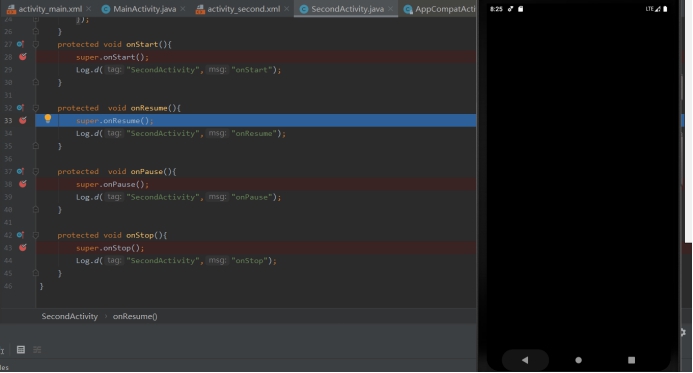 activity_main.xml MainActivity.java activity_second.xml SecondActivity.java AppCompatActi
8:25 LTE
24 });
26 }
27 protected void onStart(){
28 super.onStart();
29 Log.d( tag: "SecondActivity", msg: "onStart");
30 }
31
32 protected void onResume(){
33 super.onResume();
34 Log.d( tag: "SecondActivity", msg: "onResume");
35 }
36
37 protected void onPause(){
38 super.onPause();
39 Log.d( tag: "SecondActivity", msg: "onPause");
40 }
41
42 protected void onStop(){
43 super.onStop();
44 Log.d( tag: "SecondActivity", msg: "onStop");
45 }
46 }
SecondActivity › onResume()
les